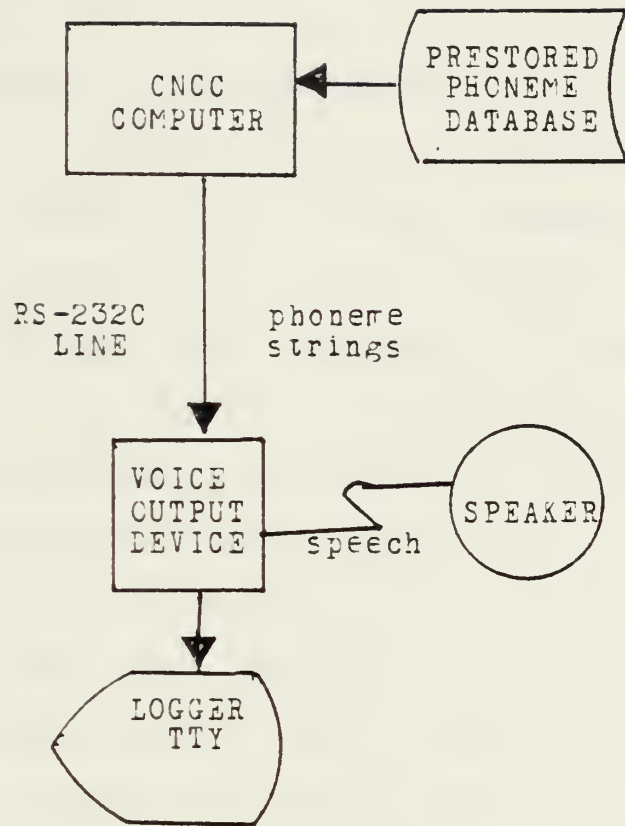 CNCC
COMPUTER
PRESTORED
PHONEME
DATABASE
RS-232C
LINE
phoneme
strings
VOICE
OUTPUT
DEVICE
speech
SPEAKER
LOGGER
TTY